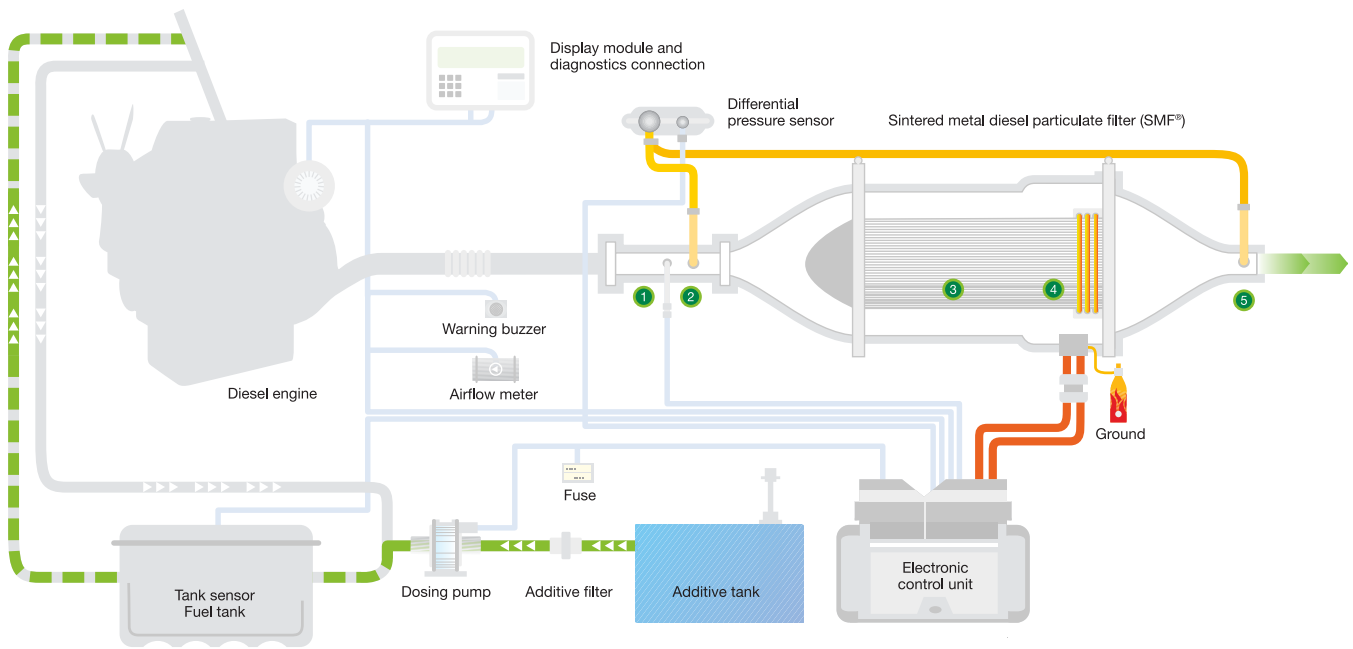 Display module and
diagnostics connection
Differential
pressure sensor
Sintered metal diesel particulate filter (SMF®)
1
2
3
4
5
Warning buzzer
Diesel engine
Airflow meter
Ground
Fuse
Electronic
control unit
Tank sensor
Fuel tank
Dosing pump
Additive filter
Additive tank